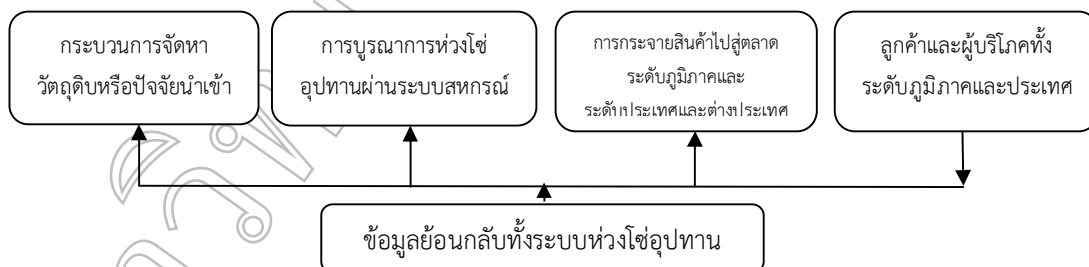 กระบวนการจัดหา
วัตถุดิบหรือปัจจัยนำเข้า
การบูรณาการห่วงโซ่
อุปทานผ่านระบบสหกรณ์
การกระจายสินค้าไปสู่ตลาด
ระดับภูมิภาคและ
ระดับประเทศและต่างประเทศ
ลูกค้าและผู้บริโภคทั้ง
ระดับภูมิภาคและประเทศ
ข้อมูลย้อนกลับทั้งระบบห่วงโซ่อุปทาน